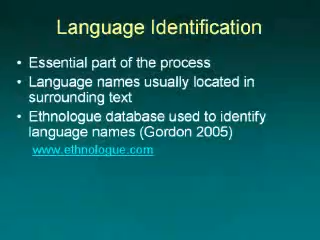 Language Identification
• Essential part of the process
• Language names usually located in
surrounding text
• Ethnologue database used to identify
language names (Gordon 2005)
www.ethnologue.com